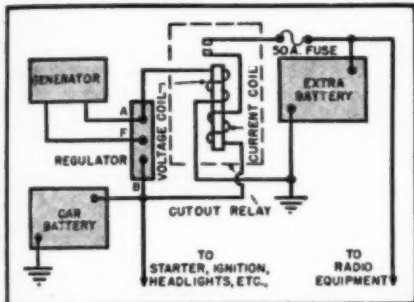 50 A. FUSE
GENERATOR
A
F
REGULATOR
B
VOLTAGE COIL
CURRENT COIL
EXTRA
BATTERY
CAR
BATTERY
CUTOUT RELAY
TO
STARTER, IGNITION,
HEADLIGHTS, ETC.,
TO
RADIO
EQUIPMENT